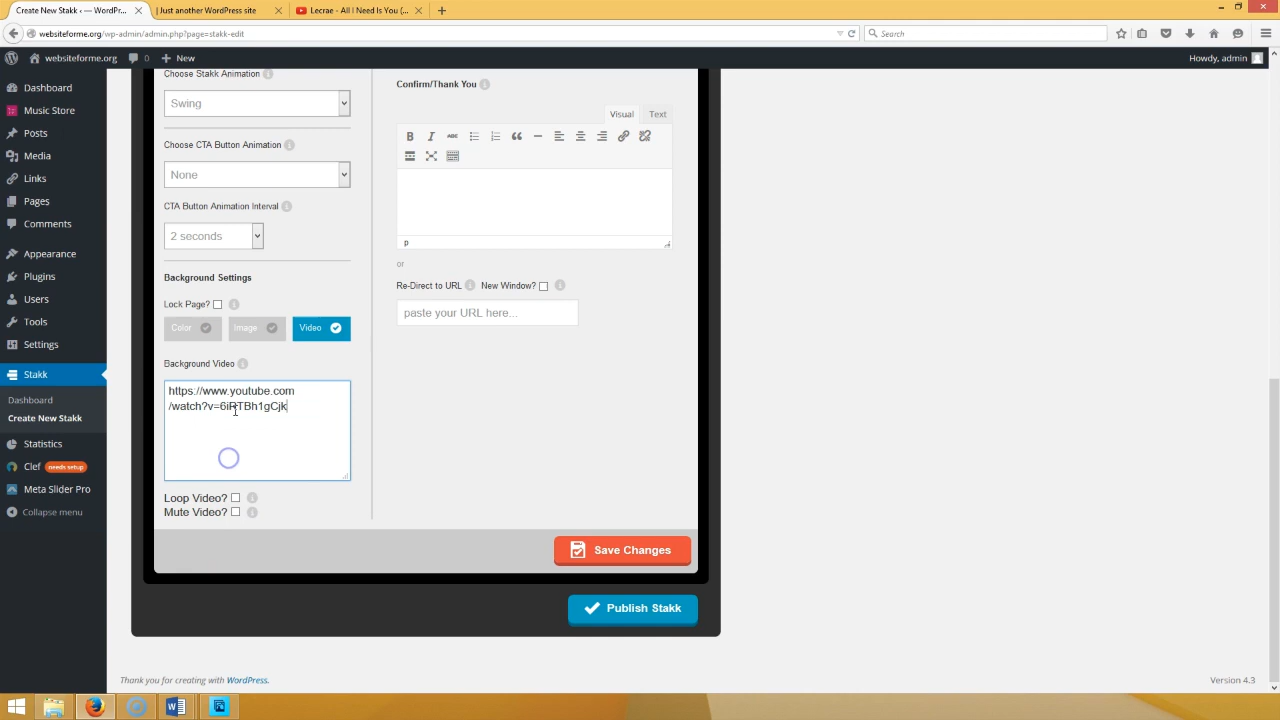 Create New Stakk ‹ — WordPr...
| Just another WordPress site
Lecrae - All I Need Is You (...
websiteforme.org/wp-admin/admin.php?page=stakk-edit
Search
websiteforme.org
0
New
Howdy, admin
Dashboard
Music Store
Posts
Media
Links
Pages
Comments
Appearance
Plugins
Users
Tools
Settings
Stakk
Dashboard
Create New Stakk
Statistics
Clef needs setup
Meta Slider Pro
Collapse menu
Choose Stakk Animation
Swing
Choose CTA Button Animation
None
CTA Button Animation Interval
2 seconds
Background Settings
Lock Page?
Color
Image
Video
Background Video
https://www.youtube.com
/watch?v=6iRTBh1gCjk
Loop Video?
Mute Video?
Confirm/Thank You
Visual
Text
B I ABC
p
or
Re-Direct to URL
New Window?
paste your URL here...
Save Changes
Publish Stakk
Thank you for creating with WordPress.
Version 4.3